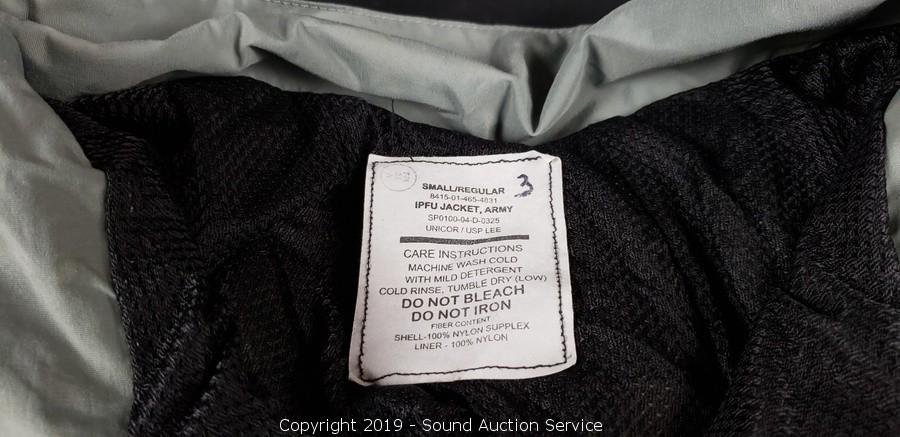 SMALL/REGULAR 3
8415-01-465-4831
IPFU JACKET, ARMY
SP0100-04-D-0325
UNICOR / USP LEE
CARE INSTRUCTIONS
MACHINE WASH COLD
WITH MILD DETERGENT
COLD RINSE, TUMBLE DRY (LOW)
DO NOT BLEACH
DO NOT IRON
FIBER CONTENT
SHELL-100% NYLON SUPPLEX
LINER - 100% NYLON
Copyright 2019 - Sound Auction Service